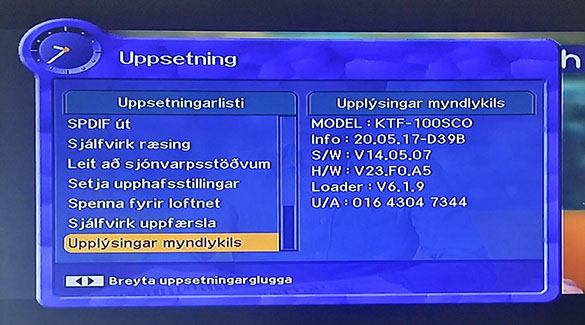 Uppsetning
h
Uppsetningarlisti
SPDIF út
Sjálfvirk ræsing
Leit að sjónvarpsstöðvum
Setja upphafsstillingar
Spenna fyrir loftnet
Sjálfvirk uppfærsla
Upplýsingar myndlykils
Upplýsingar myndlykils
MODEL : KTF-100SCO
Info : 20.05.17-D39B
S/W : V14.05.07
H/W : V23.F0.A5
Loader : V6.1.9
U/A : 016 4304 7344
Breyta uppsetningarglugga